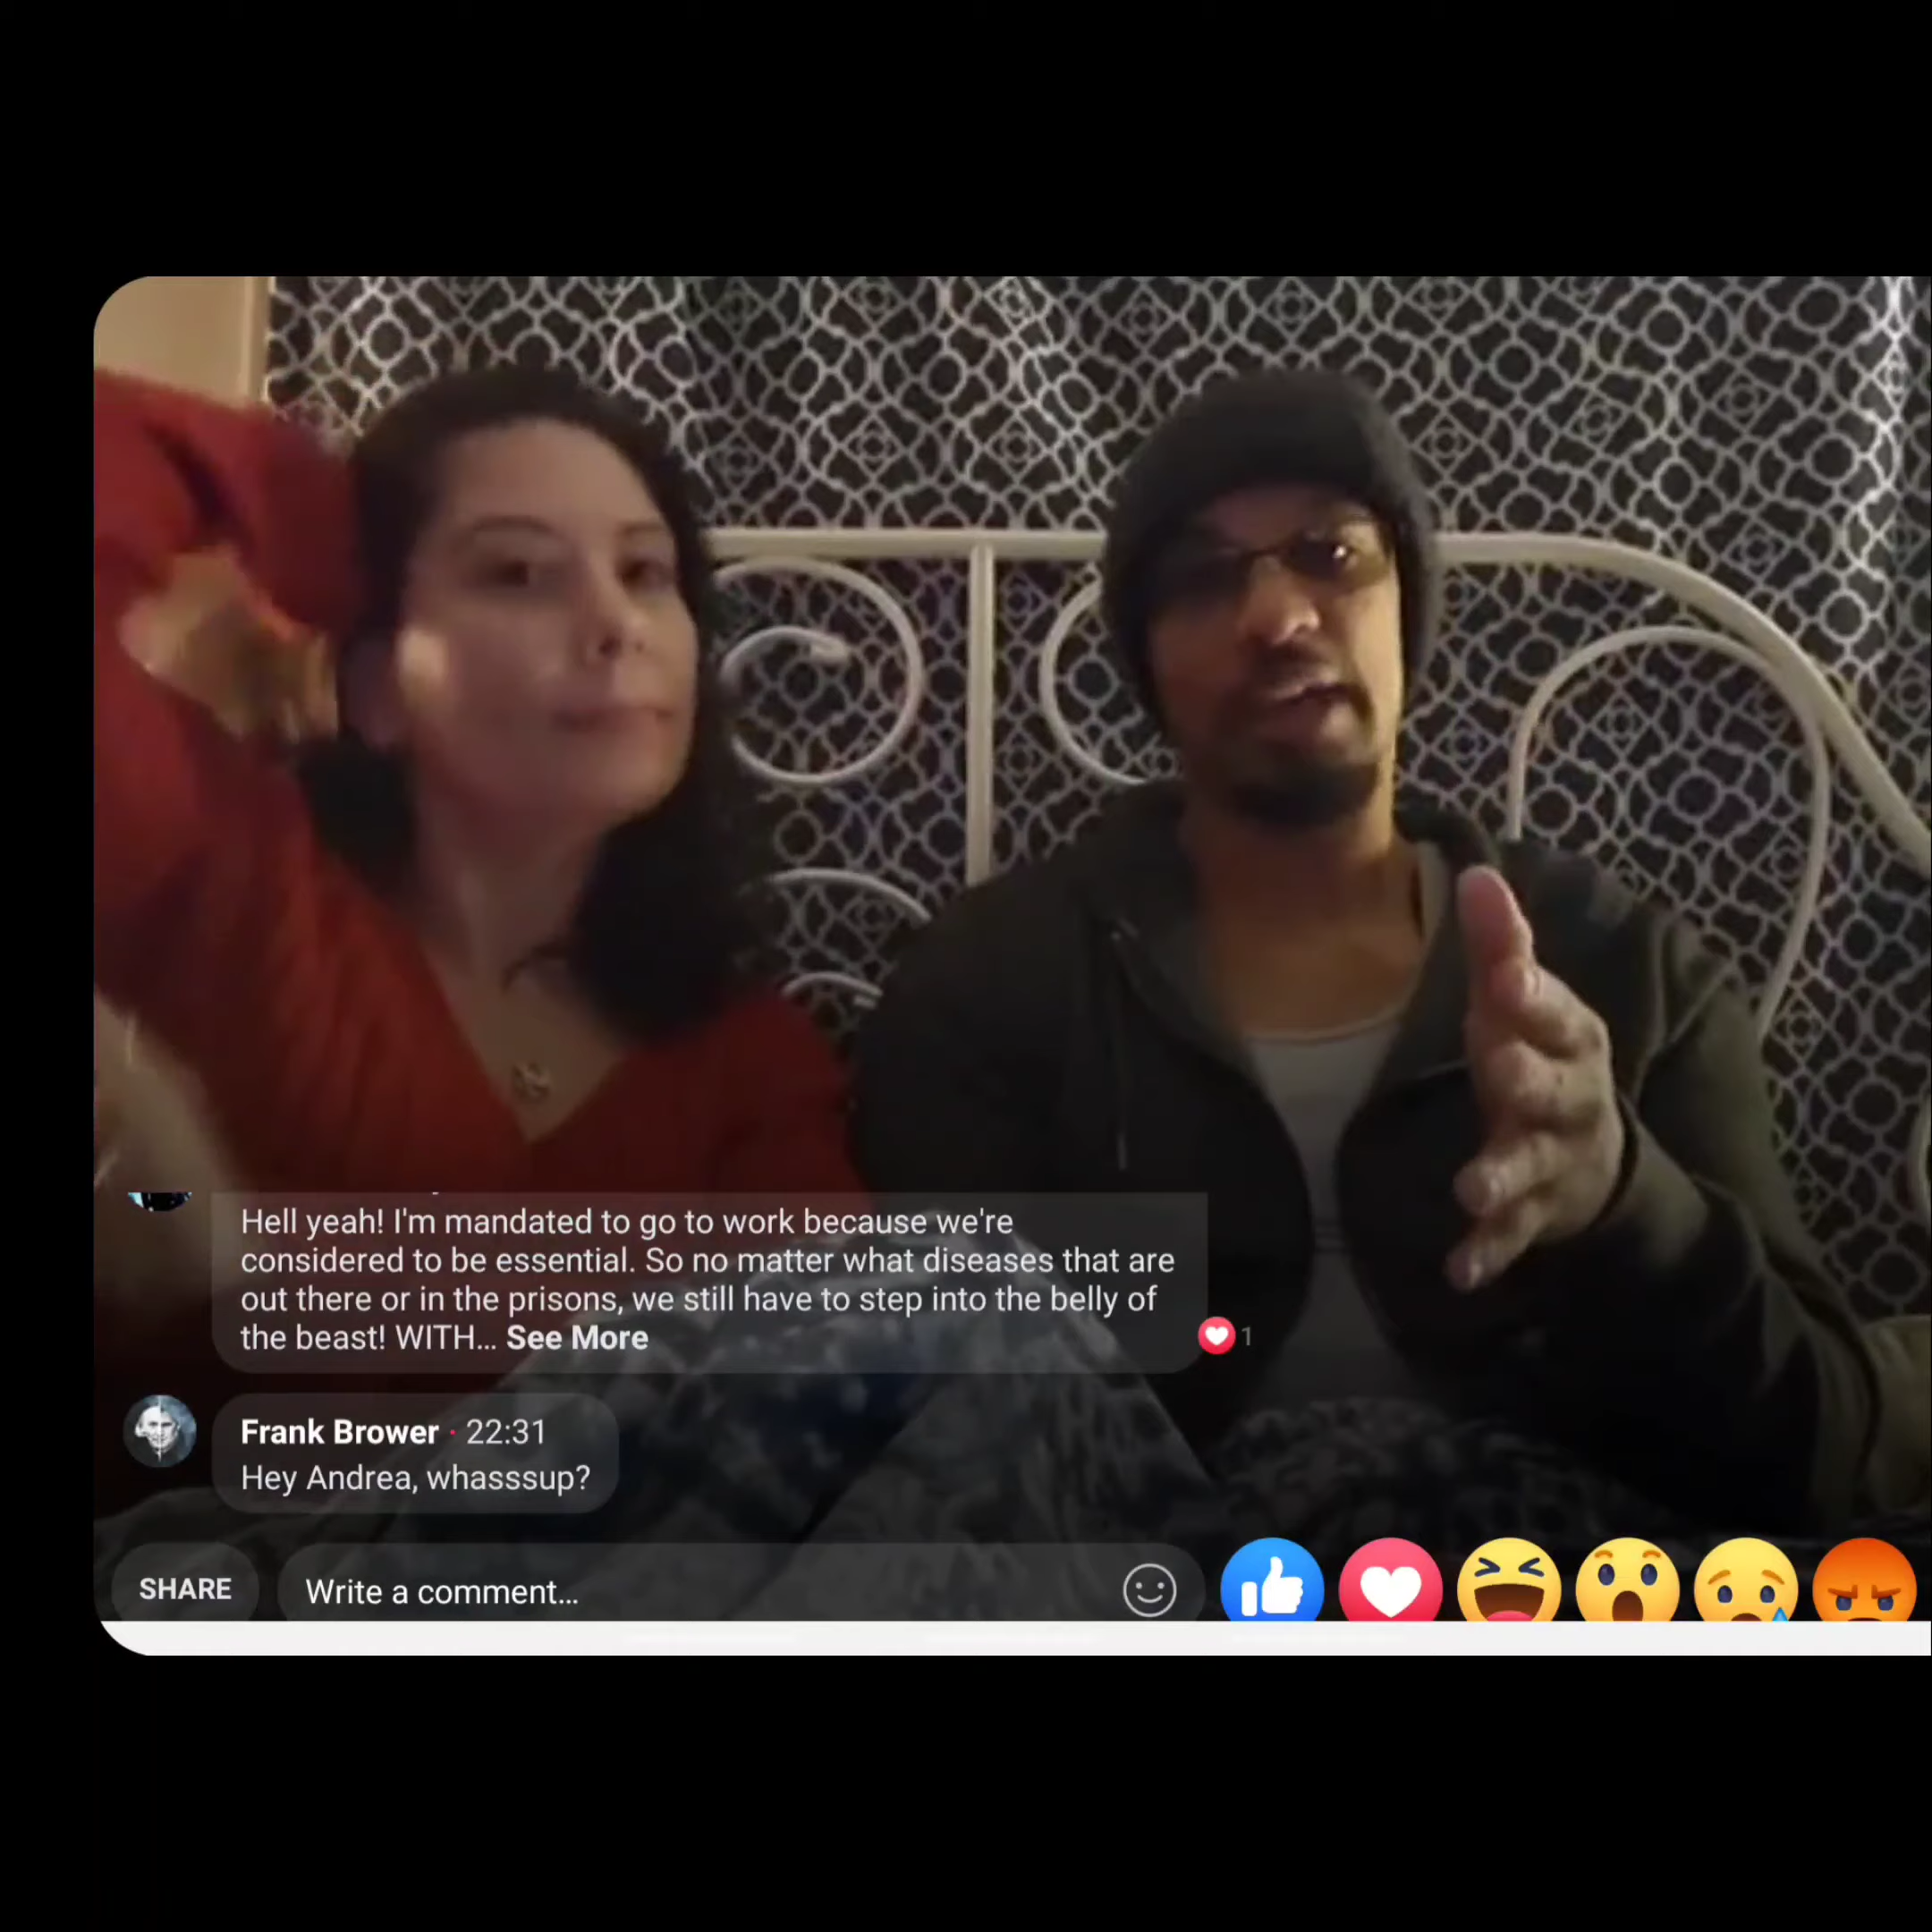 Hell yeah! I'm mandated to go to work because we're
considered to be essential. So no matter what diseases that are
out there or in the prisons, we still have to step into the belly of
the beast! WITH... See More
1
Frank Brower · 22:31
Hey Andrea, whasssup?
SHARE
Write a comment...